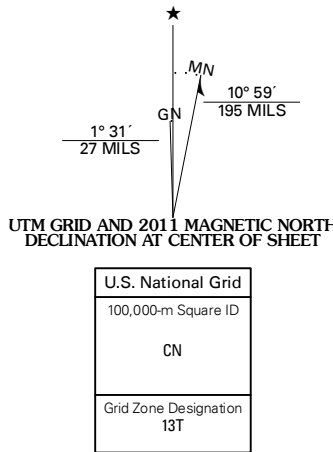 ★
MN
GN
10° 59´
195 MILS
1° 31´
27 MILS
UTM GRID AND 2011 MAGNETIC NORTH
DECLINATION AT CENTER OF SHEET
U.S. National Grid
100,000-m Square ID
CN
Grid Zone Designation
13T